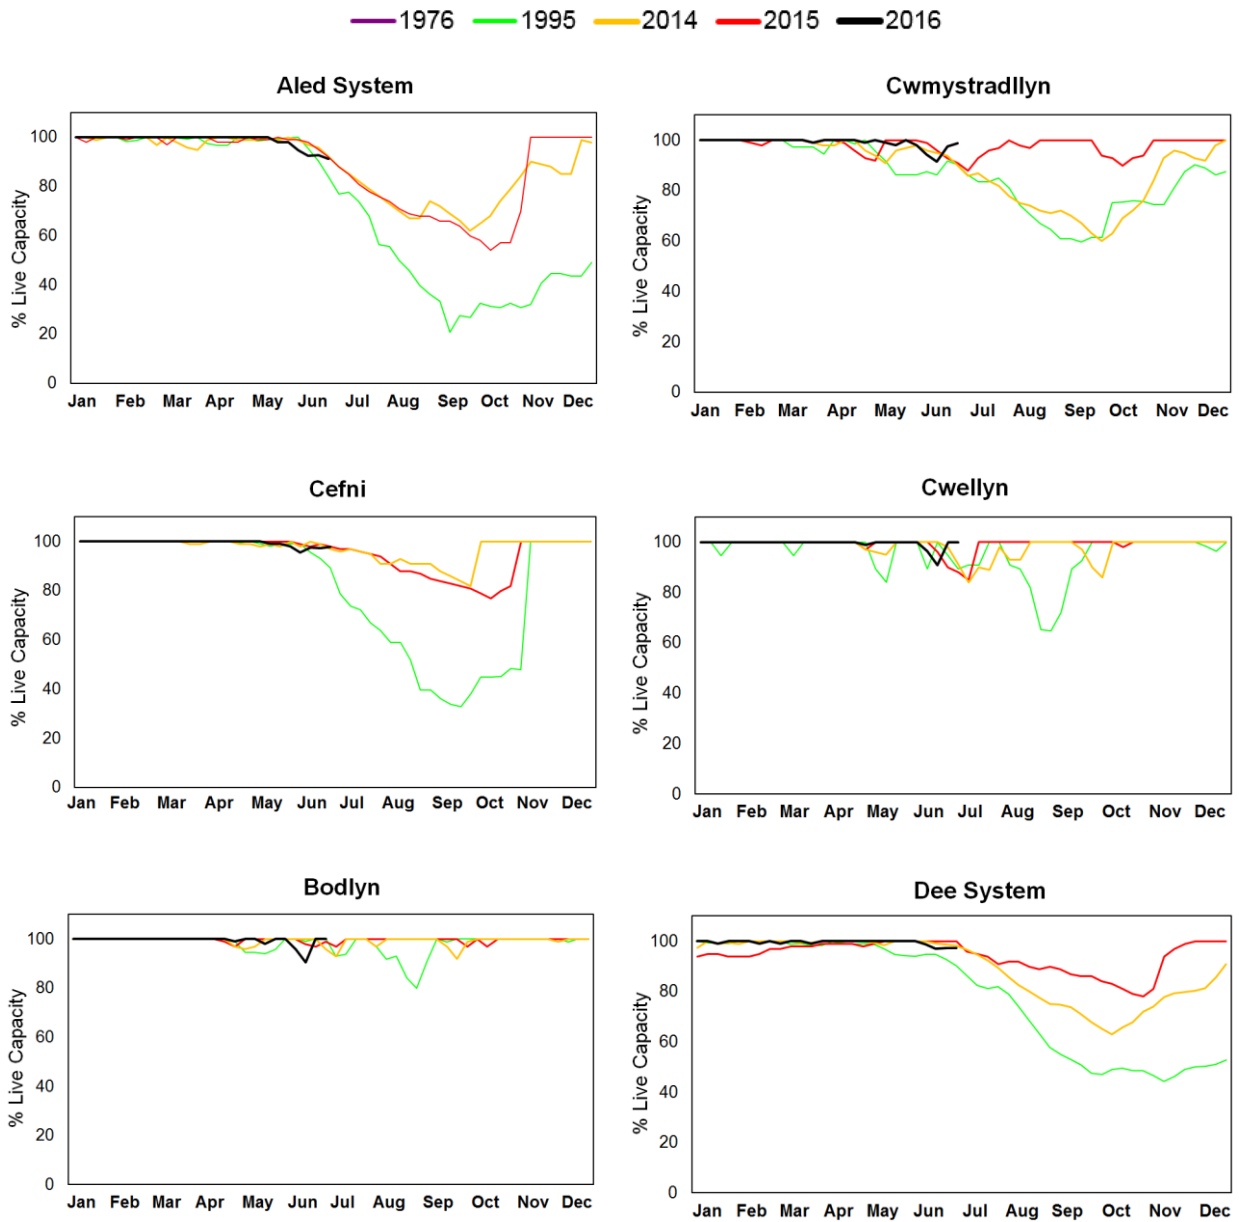 1976 1995 2014 2015 2016
Aled System
% Live Capacity
100
80
60
40
20
0
Jan Feb Mar Apr May Jun Jul Aug Sep Oct Nov Dec
Cwmystradllyn
% Live Capacity
100
80
60
40
20
0
Jan Feb Mar Apr May Jun Jul Aug Sep Oct Nov Dec
Cefni
% Live Capacity
100
80
60
40
20
0
Jan Feb Mar Apr May Jun Jul Aug Sep Oct Nov Dec
Cwellyn
% Live Capacity
100
80
60
40
20
0
Jan Feb Mar Apr May Jun Jul Aug Sep Oct Nov Dec
Bodlyn
% Live Capacity
100
80
60
40
20
0
Jan Feb Mar Apr May Jun Jul Aug Sep Oct Nov Dec
Dee System
% Live Capacity
100
80
60
40
20
0
Jan Feb Mar Apr May Jun Jul Aug Sep Oct Nov Dec